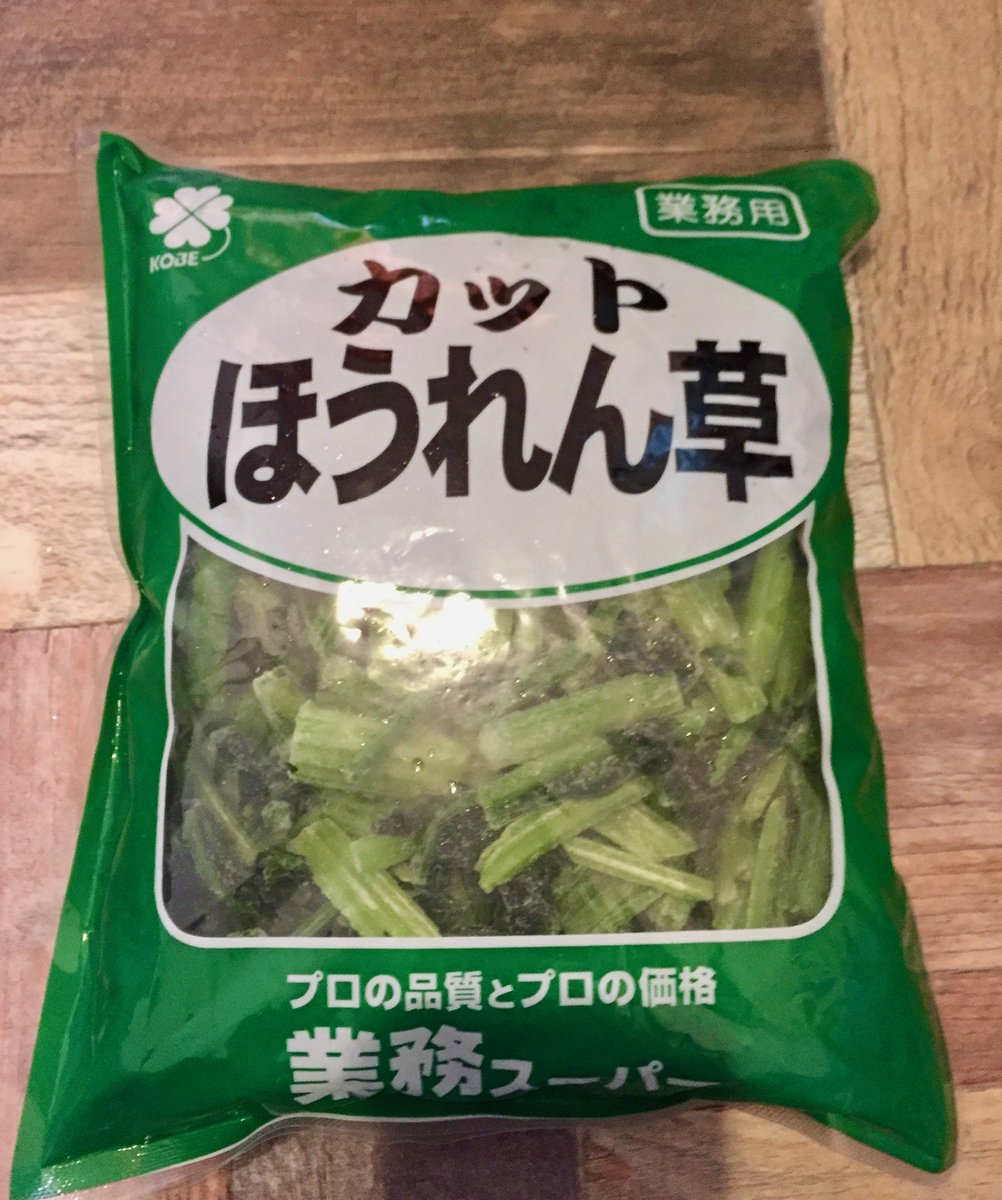 KOBE
業務用
カット
ほうれん草
プロの品質とプロの価格
業務スーパー